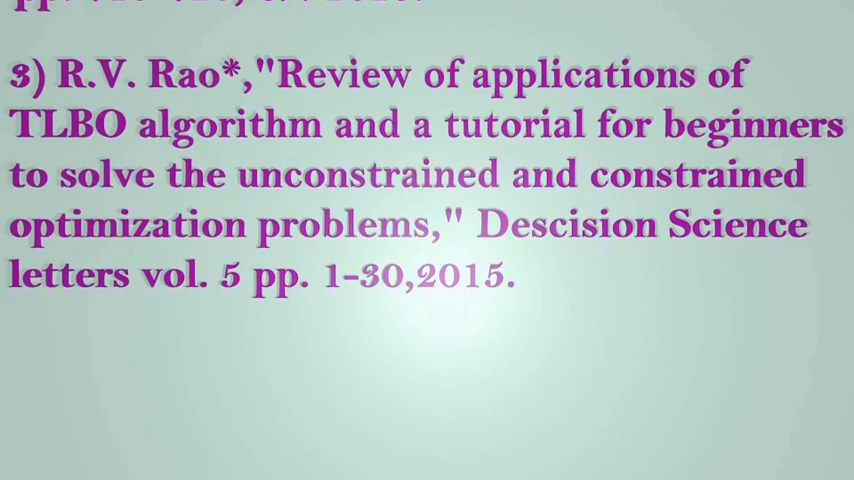 3) R.V. Rao*,"Review of applications of
TLBO algorithm and a tutorial for beginners
to solve the unconstrained and constrained
optimization problems," Descision Science
letters vol. 5 pp. 1-30,2015.